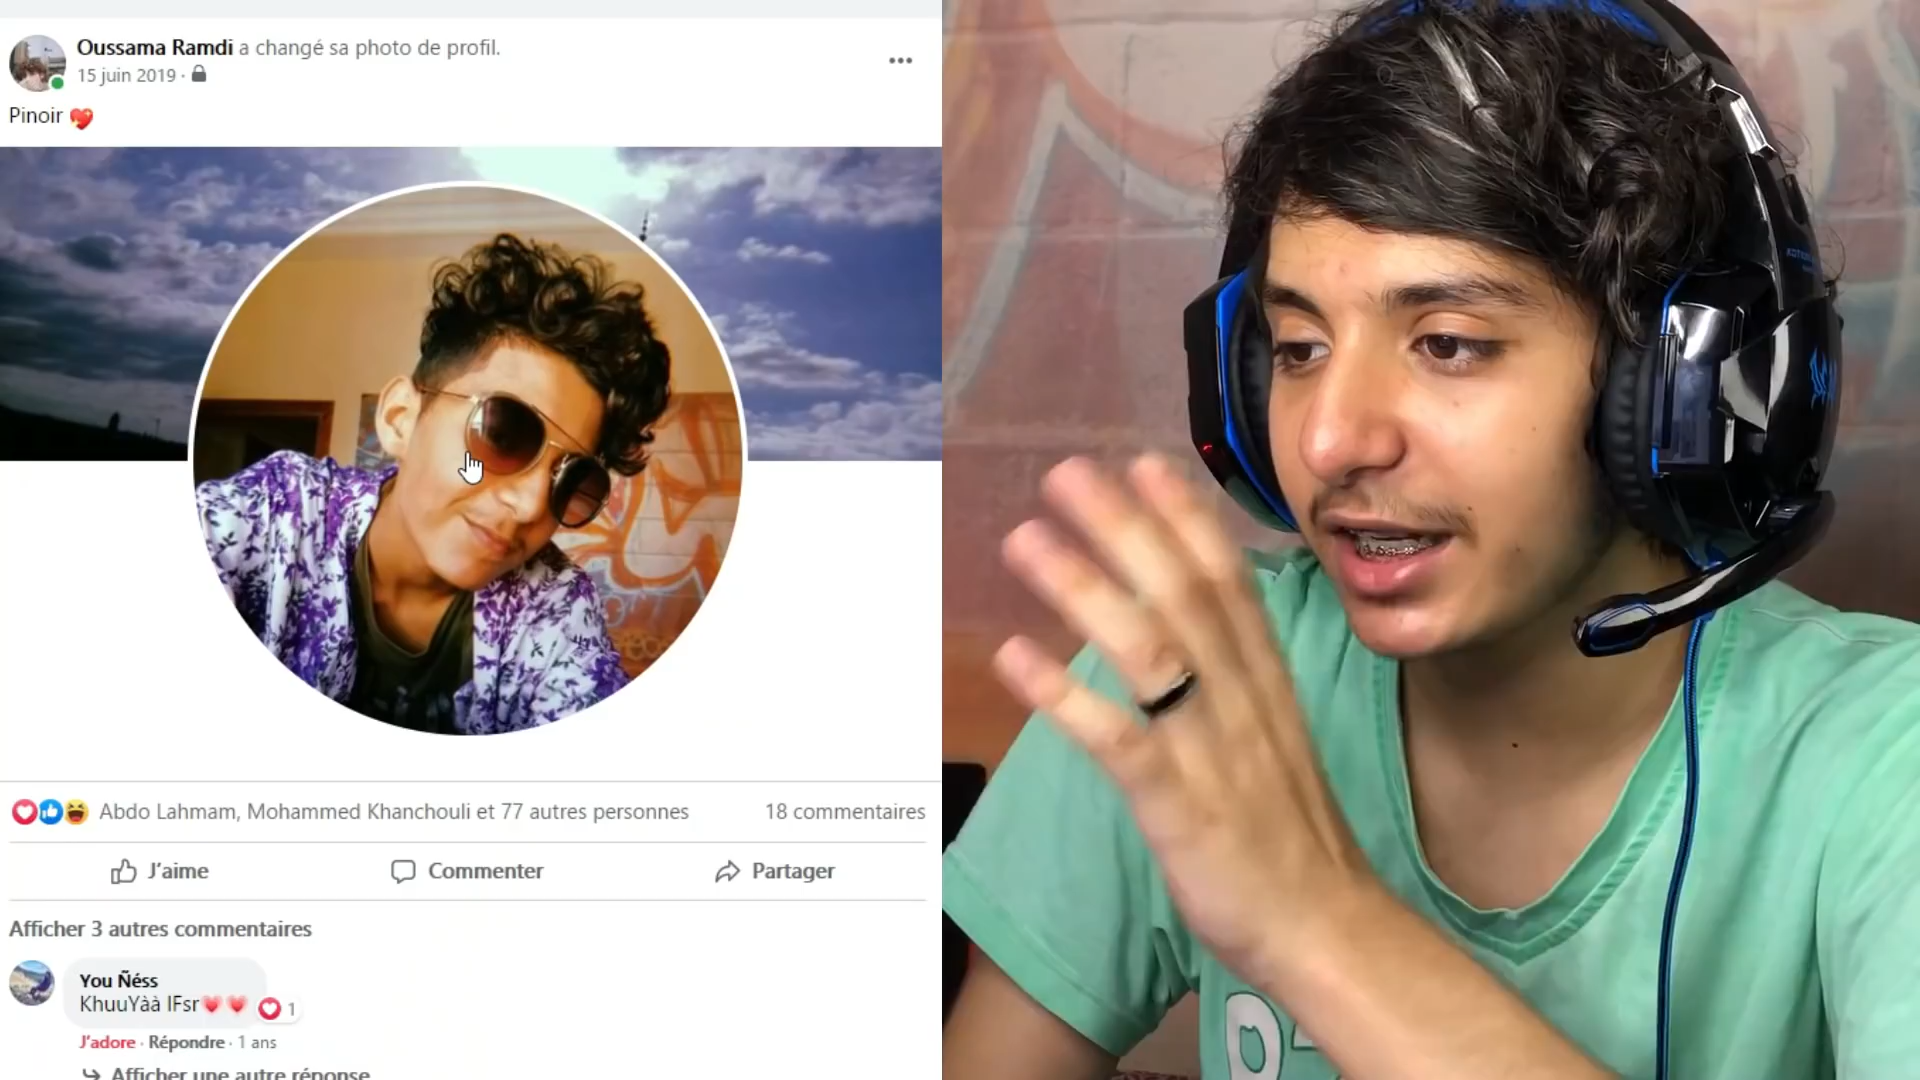 Oussama Ramdi a changé sa photo de profil.
15 juin 2019 ·
Pinoir 💖
Abdo Lahmam, Mohammed Khanchouli et 77 autres personnes
18 commentaires
J'aime
Commenter
Partager
Afficher 3 autres commentaires
You Ñéss
KhuuYàà lFsr💗💗
1
J'adore · Répondre · 1 ans
Afficher une autre réponse